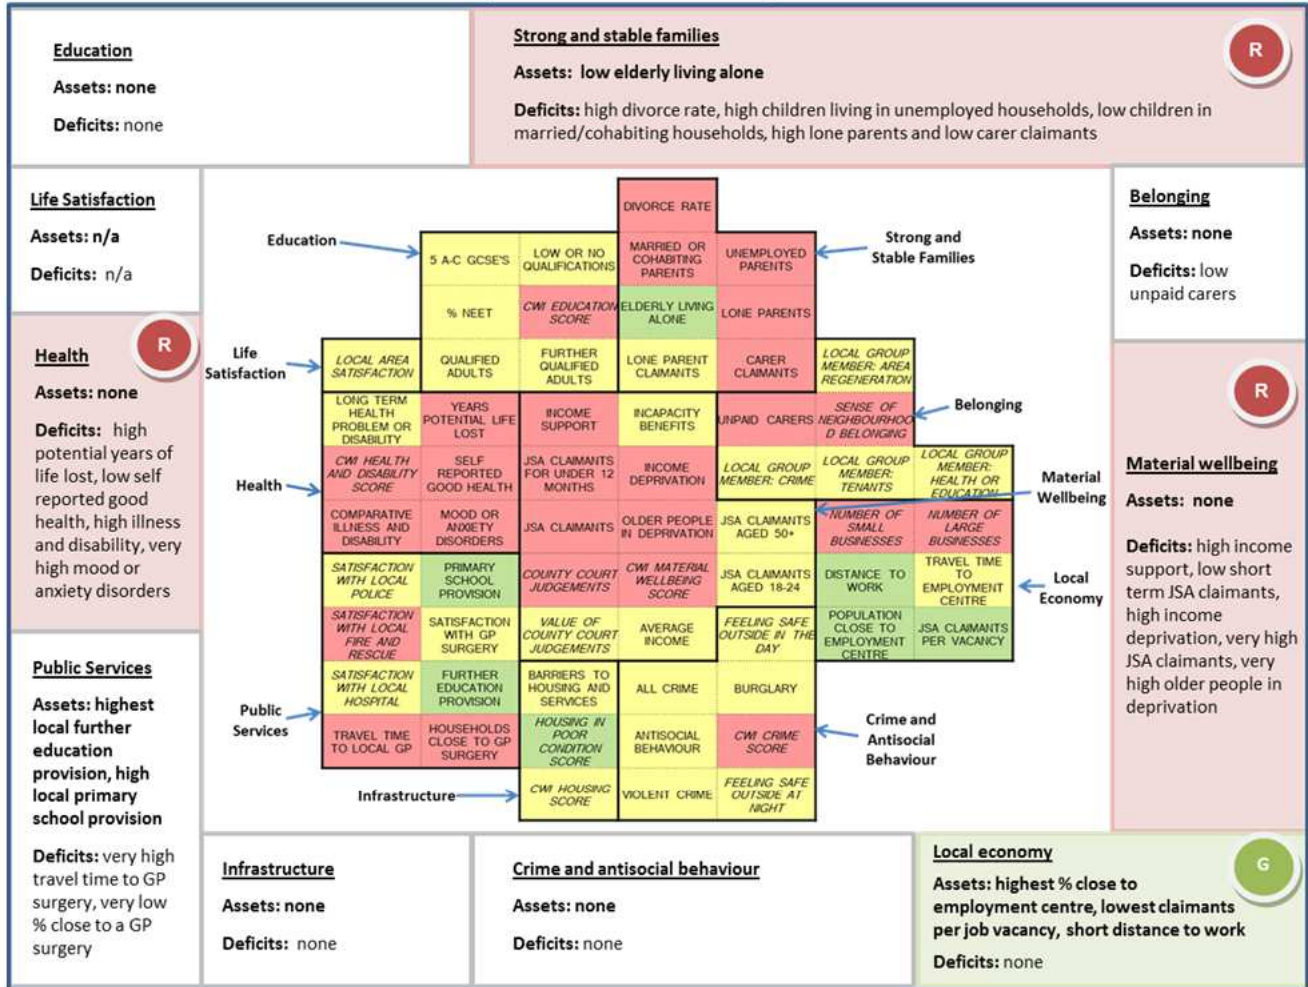 Education
Assets: none
Deficits: none
Strong and stable families
Assets: low elderly living alone
Deficits: high divorce rate, high children living in unemployed households, low children in
married/cohabiting households, high lone parents and low carer claimants
R
Life Satisfaction
Assets: n/a
Deficits: n/a
Belonging
Assets: none
Deficits: low
unpaid carers
Health
R
Assets: none
Deficits: high
potential years of
life lost, low self
reported good
health, high illness
and disability, very
high mood or
anxiety disorders
Education
Life
Satisfaction
Health
Public
Services
Infrastructure
Strong and
Stable Families
Belonging
Material
Wellbeing
Local
Economy
Crime and
Antisocial
Behaviour
DIVORCE RATE
5 A-C GCSE'S
LOW OR NO
QUALIFICATIONS
MARRIED OR
COHABITING
PARENTS
UNEMPLOYED
PARENTS
% NEET
CWI EDUCATION
SCORE
ELDERLY LIVING
ALONE
LONE PARENTS
LOCAL AREA
SATISFACTION
QUALIFIED
ADULTS
FURTHER
QUALIFIED
ADULTS
LONE PARENT
CLAIMANTS
CARER
CLAIMANTS
LOCAL GROUP
MEMBER: AREA
REGENERATION
LONG TERM
HEALTH
PROBLEM OR
DISABILITY
YEARS
POTENTIAL LIFE
LOST
INCOME
SUPPORT
INCAPACITY
BENEFITS
UNPAID CARERS
SENSE OF
NEIGHBOURHOO
D BELONGING
CWI HEALTH
AND DISABILITY
SCORE
SELF
REPORTED
GOOD HEALTH
JSA CLAIMANTS
FOR UNDER 12
MONTHS
INCOME
DEPRIVATION
LOCAL GROUP
MEMBER: CRIME
LOCAL GROUP
MEMBER:
TENANTS
LOCAL GROUP
MEMBER:
HEALTH OR
EDUCATION
COMPARATIVE
ILLNESS AND
DISABILITY
MOOD OR
ANXIETY
DISORDERS
JSA CLAIMANTS
OLDER PEOPLE
IN DEPRIVATION
JSA CLAIMANTS
AGED 50+
NUMBER OF
SMALL
BUSINESSES
NUMBER OF
LARGE
BUSINESSES
SATISFACTION
WITH LOCAL
POLICE
PRIMARY
SCHOOL
PROVISION
COUNTY COURT
JUDGEMENTS
CWI MATERIAL
WELLBEING
SCORE
JSA CLAIMANTS
AGED 18-24
DISTANCE TO
WORK
TRAVEL TIME
TO
EMPLOYMENT
CENTRE
SATISFACTION
WITH LOCAL
FIRE AND
RESCUE
SATISFACTION
WITH GP
SURGERY
VALUE OF
COUNTY COURT
JUDGEMENTS
AVERAGE
INCOME
FEELING SAFE
OUTSIDE IN THE
DAY
POPULATION
CLOSE TO
EMPLOYMENT
CENTRE
JSA CLAIMANTS
PER VACANCY
SATISFACTION
WITH LOCAL
HOSPITAL
FURTHER
EDUCATION
PROVISION
BARRIERS TO
HOUSING AND
SERVICES
ALL CRIME
BURGLARY
TRAVEL TIME
TO LOCAL GP
HOUSEHOLDS
CLOSE TO GP
SURGERY
HOUSING IN
POOR
CONDITION
SCORE
ANTISOCIAL
BEHAVIOUR
CWI CRIME
SCORE
CWI HOUSING
SCORE
VIOLENT CRIME
FEELING SAFE
OUTSIDE AT
NIGHT
R
Material wellbeing
Assets: none
Deficits: high income
support, low short
term JSA claimants,
high income
deprivation, very high
JSA claimants, very
high older people in
deprivation
Public Services
Assets: highest
local further
education
provision, high
local primary
school provision
Deficits: very high
travel time to GP
surgery, very low
% close to a GP
surgery
Infrastructure
Assets: none
Deficits: none
Crime and antisocial behaviour
Assets: none
Deficits: none
Local economy
G
Assets: highest % close to
employment centre, lowest claimants
per job vacancy, short distance to work
Deficits: none